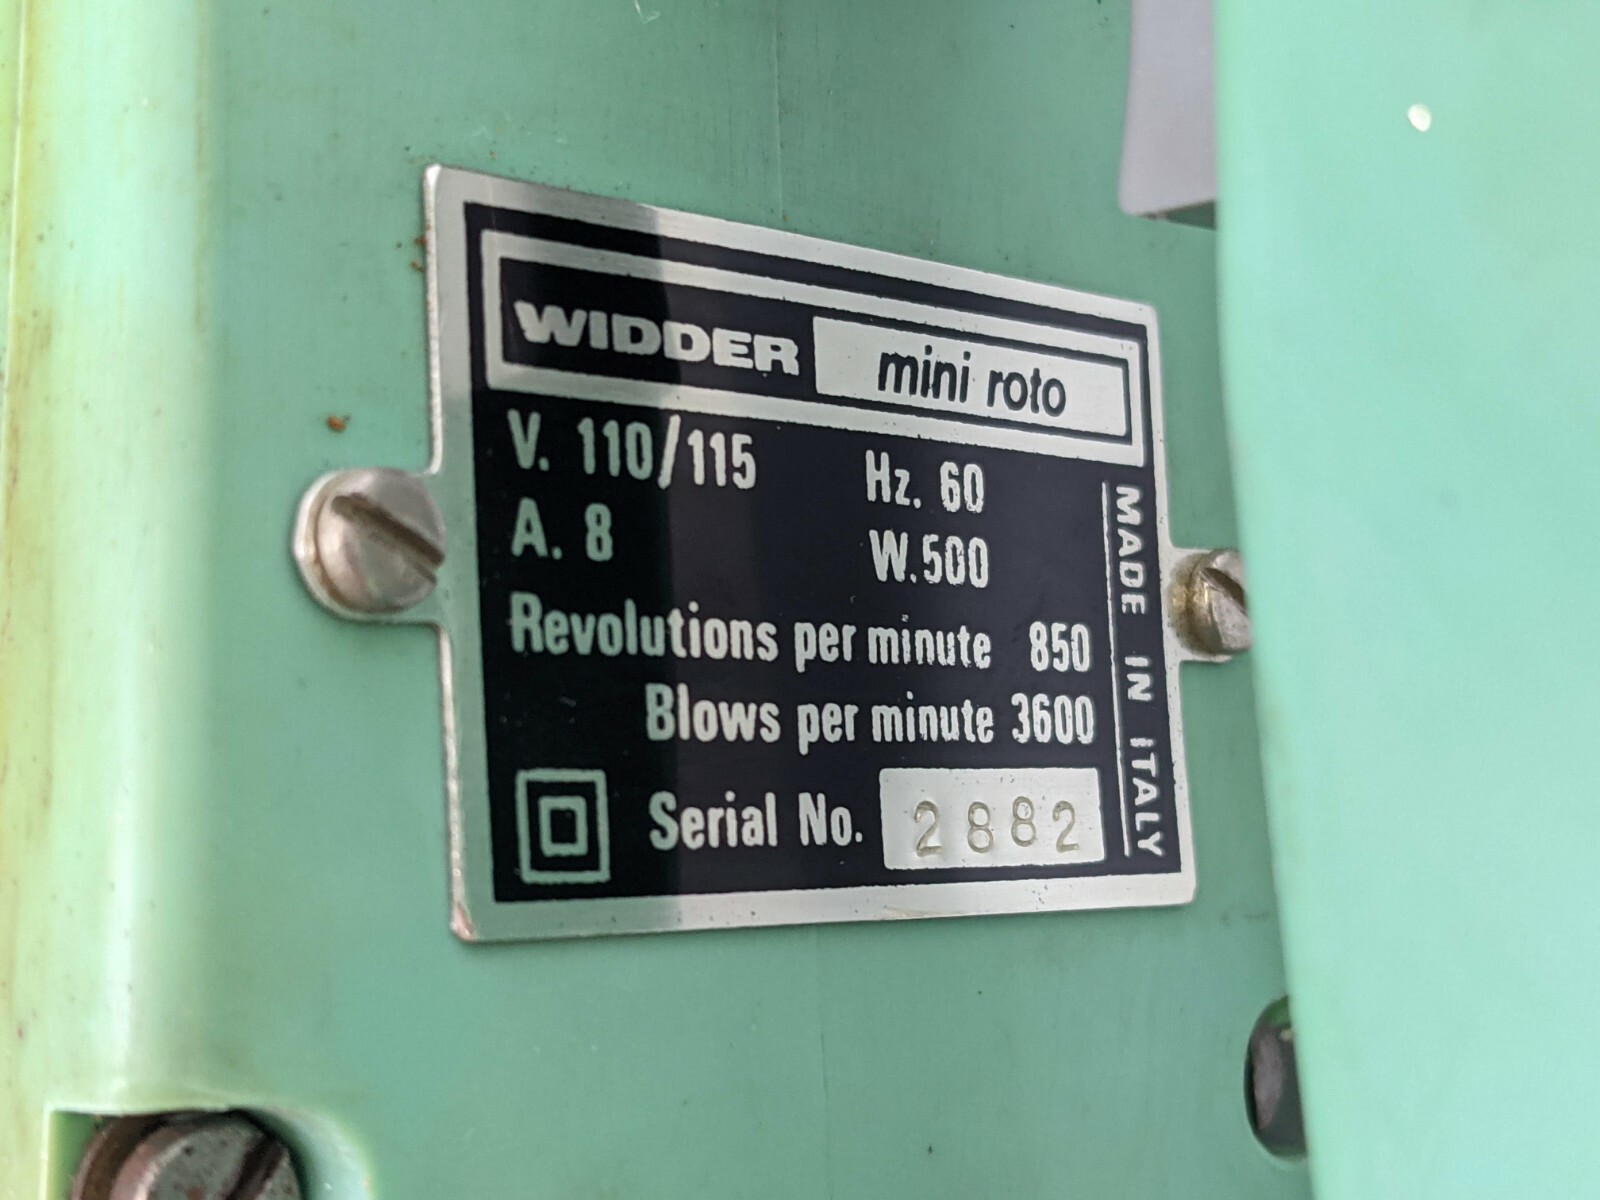 WIDDER mini roto
V. 110/115 Hz. 60
A. 8 W.500
Revolutions per minute 850
Blows per minute 3600
Serial No. 2882
MADE IN ITALY